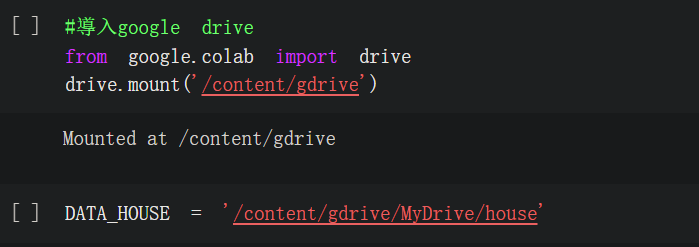 [ ] #導入google drive
from google.colab import drive
drive.mount('/content/gdrive')
Mounted at /content/gdrive
[ ] DATA_HOUSE = '/content/gdrive/MyDrive/house'